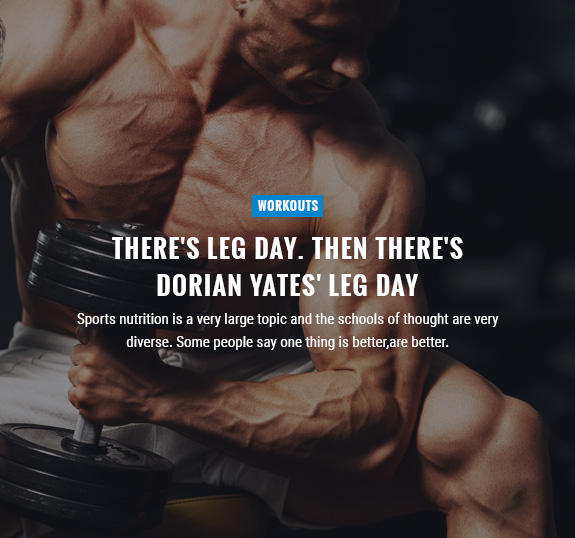 WORKOUTS
THERE'S LEG DAY. THEN THERE'S
DORIAN YATES' LEG DAY
Sports nutrition is a very large topic and the schools of thought are very
diverse. Some people say one thing is better,are better.